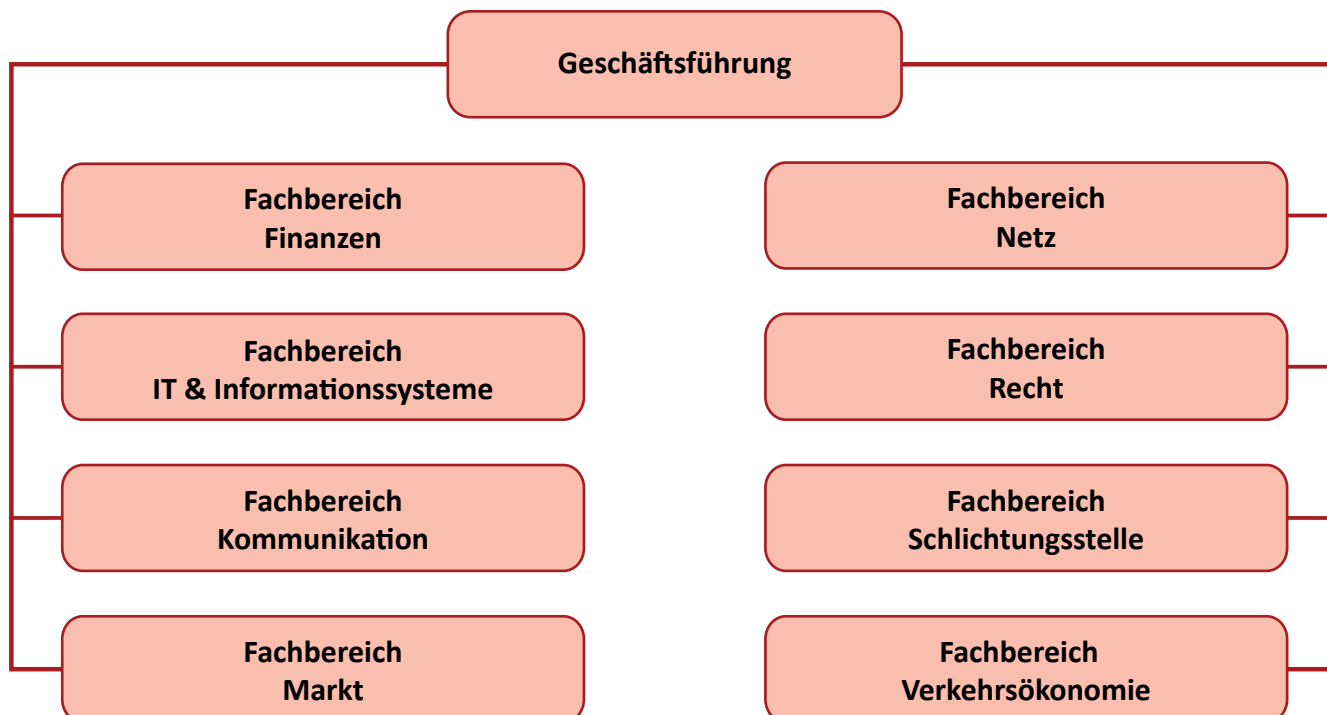 Geschäftsführung
Fachbereich
Finanzen
Fachbereich
IT & Informationssysteme
Fachbereich
Kommunikation
Fachbereich
Markt
Fachbereich
Netz
Fachbereich
Recht
Fachbereich
Schlichtungsstelle
Fachbereich
Verkehrsökonomie